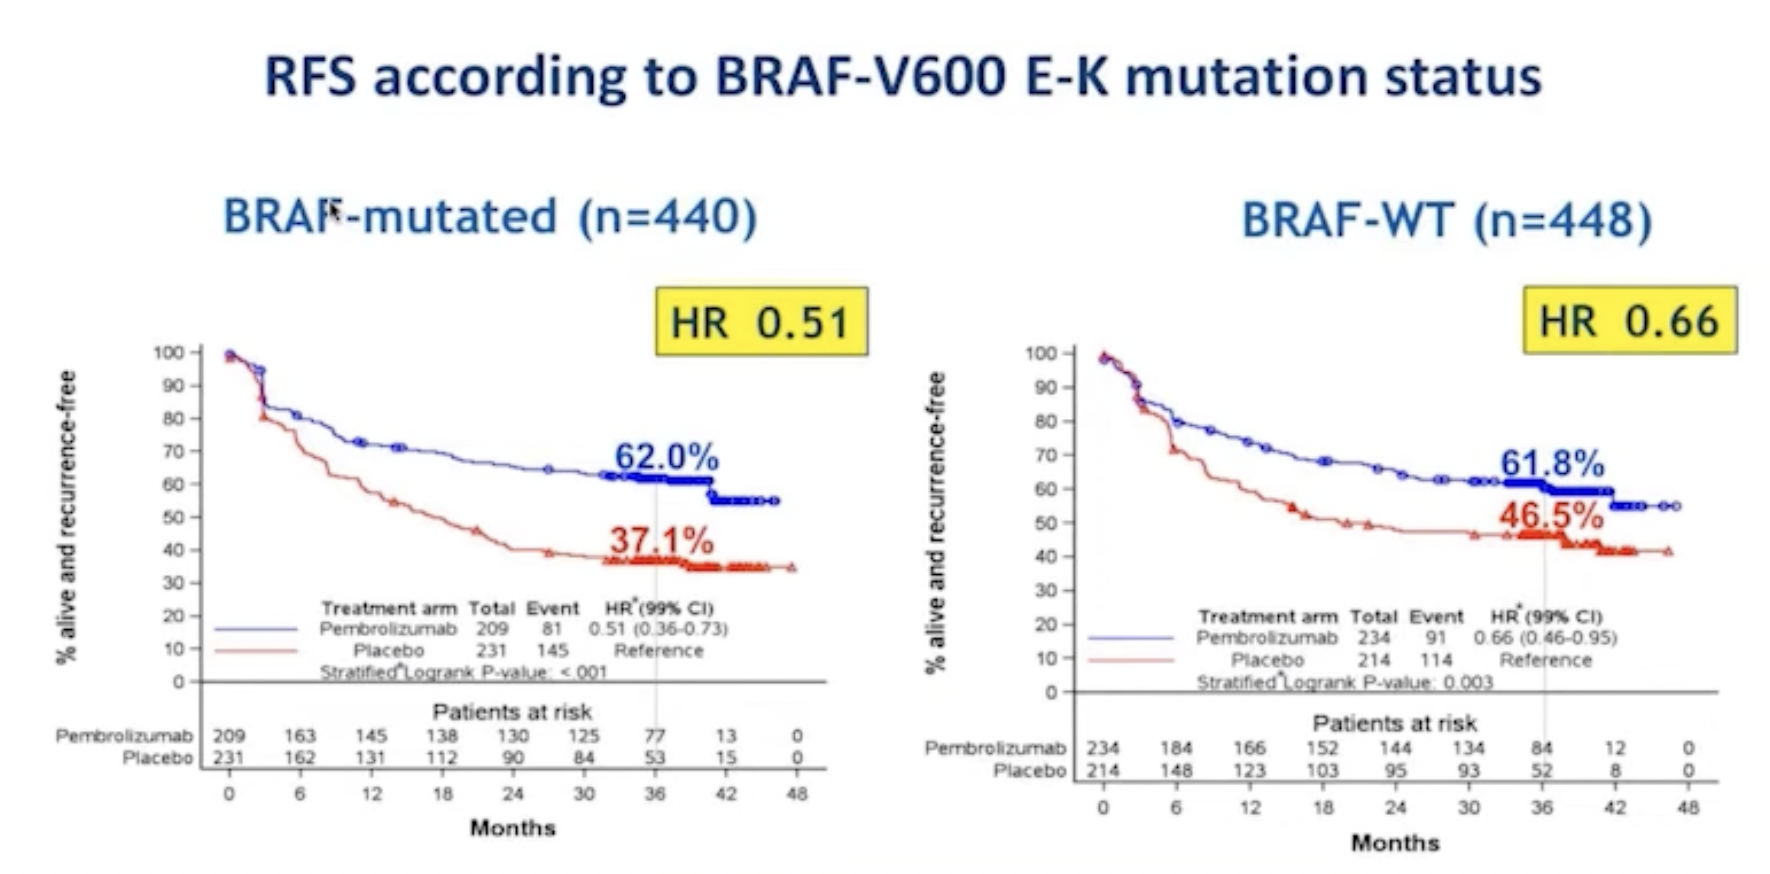 RFS according to BRAF-V600 E-K mutation status
BRAF-mutated (n=440)
HR 0.51
% alive and recurrence-free
100
90
80
70
60
50
40
30
20
10
0
62.0%
37.1%
Treatment arm Total Event HR*(99% CI)
Pembrolizumab 209 81 0.51 (0.36-0.73)
Placebo 231 145 Reference
Stratified*Logrank P-value: <.001
Patients at risk
Pembrolizumab 209 163 145 138 130 125 77 13 0
Placebo 231 162 131 112 90 84 53 15 0
0 6 12 18 24 30 36 42 48
Months
BRAF-WT (n=448)
HR 0.66
% alive and recurrence-free
100
90
80
70
60
50
40
30
20
10
0
61.8%
46.5%
Treatment arm Total Event HR*(99% CI)
Pembrolizumab 234 91 0.66 (0.46-0.95)
Placebo 214 114 Reference
Stratified*Logrank P-value: 0.003
Patients at risk
Pembrolizumab 234 184 166 152 144 134 84 12 0
Placebo 214 148 123 103 95 93 52 8 0
0 6 12 18 24 30 36 42 48
Months